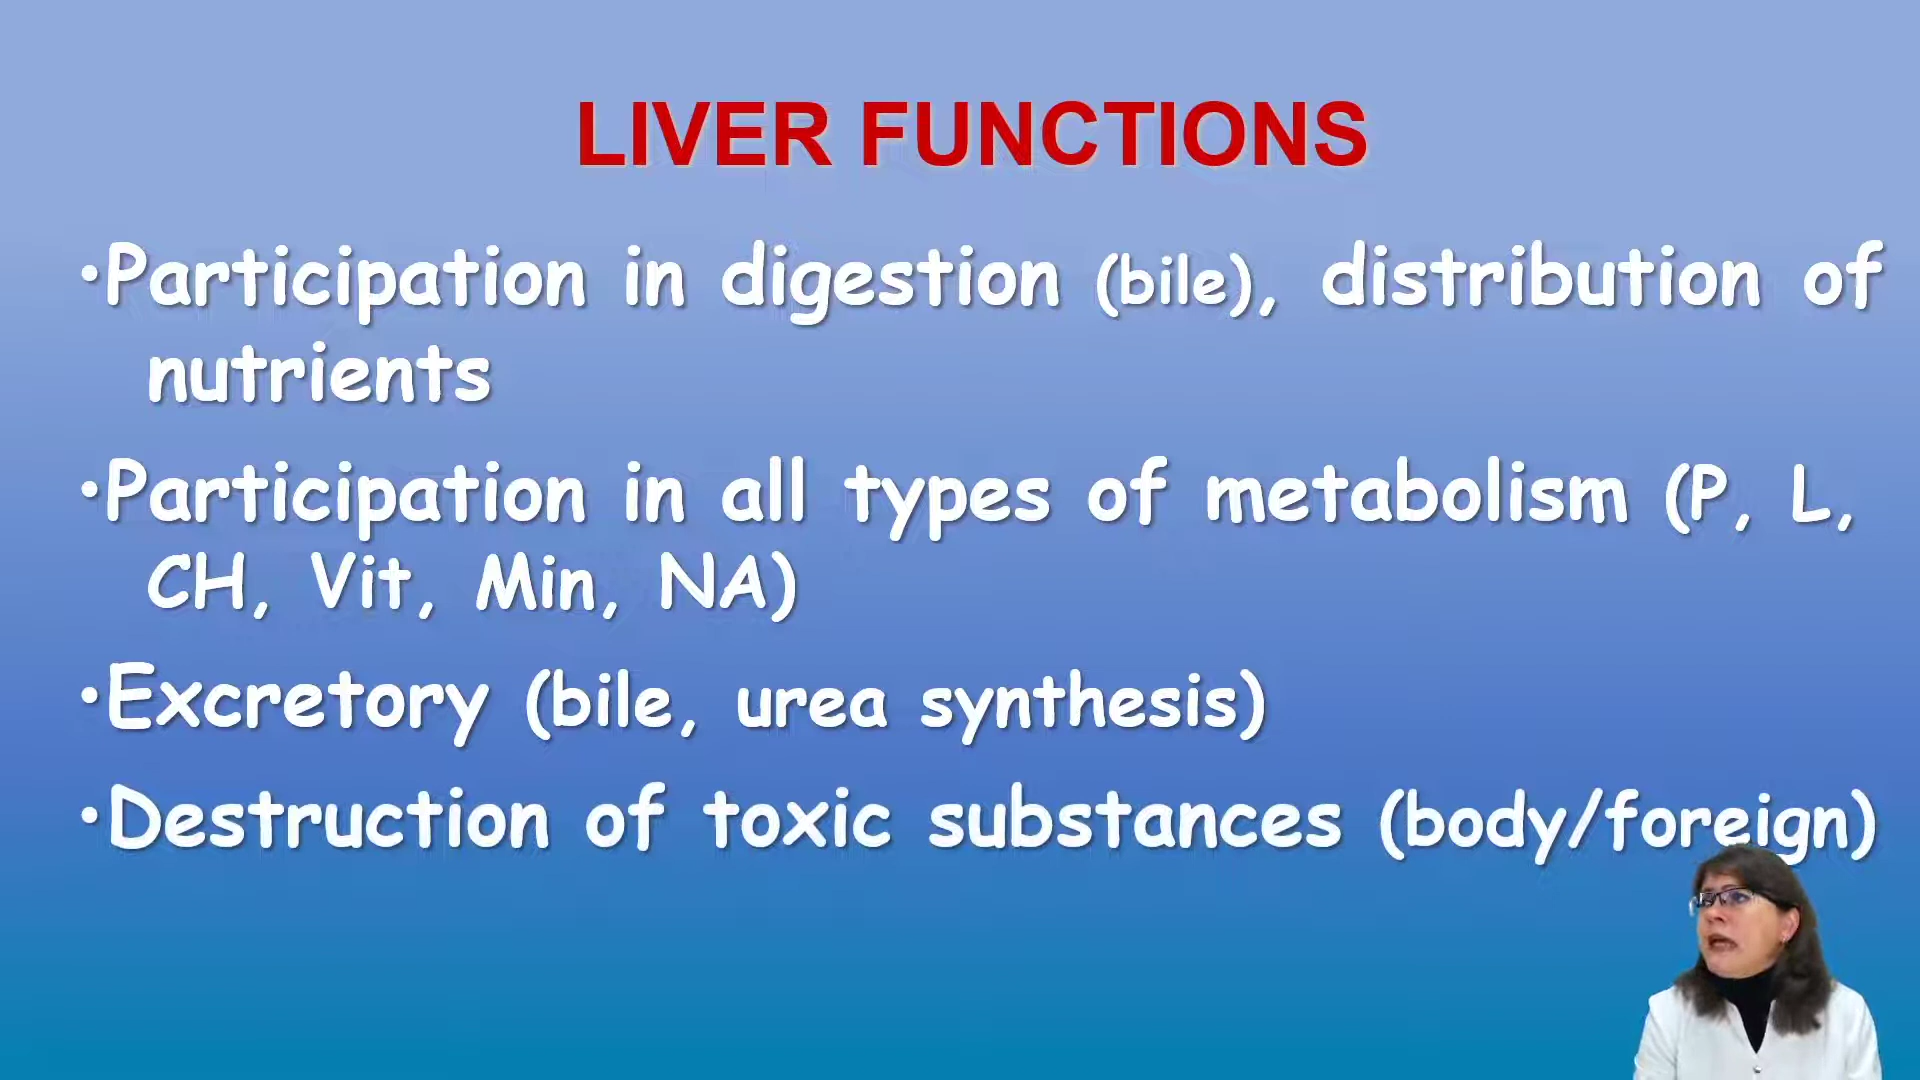 LIVER FUNCTIONS
•Participation in digestion (bile), distribution of
nutrients
•Participation in all types of metabolism (P, L,
CH, Vit, Min, NA)
•Excretory (bile, urea synthesis)
•Destruction of toxic substances (body/foreign)